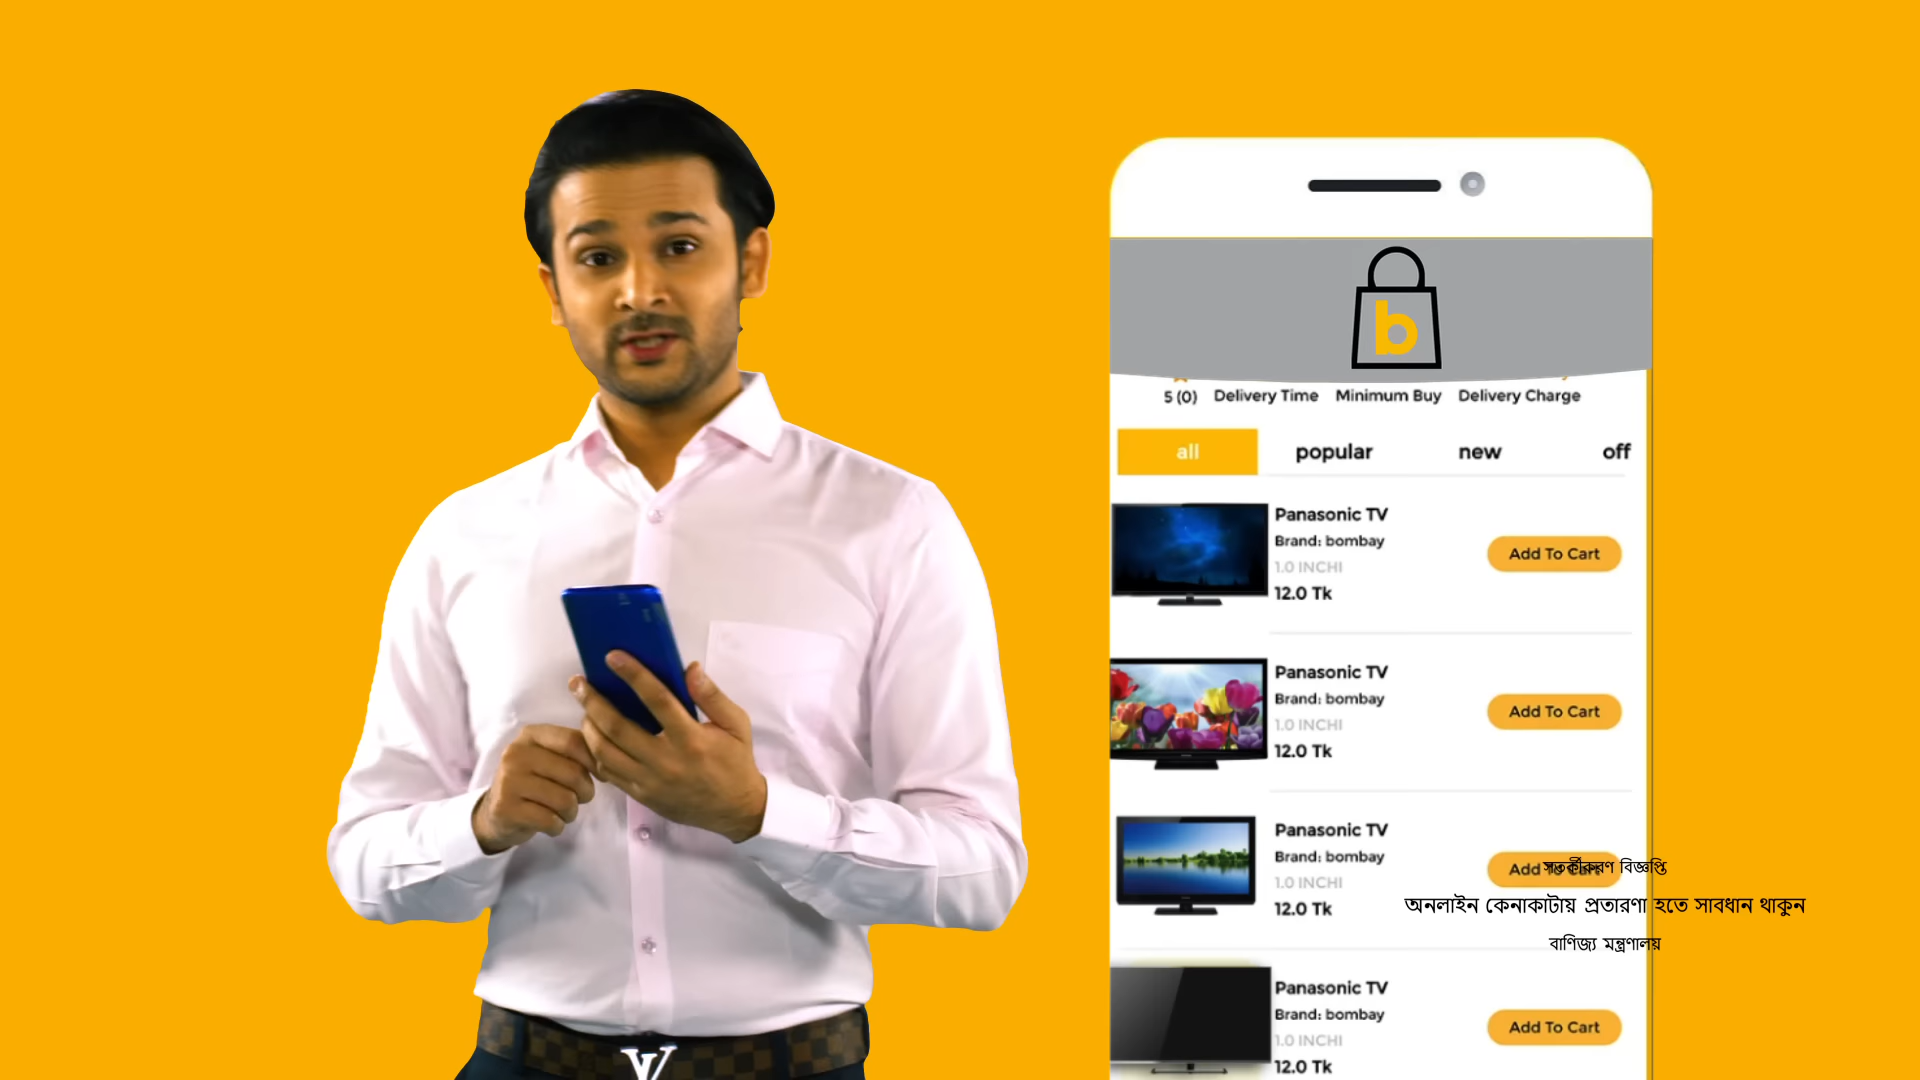 b
5 (0) Delivery Time Minimum Buy Delivery Charge
all popular new off
Panasonic TV
Brand: bombay
1.0 INCHI
12.0 Tk
Add To Cart
Panasonic TV
Brand: bombay
1.0 INCHI
12.0 Tk
Add To Cart
Panasonic TV
Brand: bombay
1.0 INCHI
12.0 Tk
Add To Cart
সতর্কীকরণ বিজ্ঞপ্তি
অনলাইন কেনাকাটায় প্রতারণা হতে সাবধান থাকুন
বাণিজ্য মন্ত্রণালয়
Panasonic TV
Brand: bombay
1.0 INCHI
12.0 Tk
Add To Cart